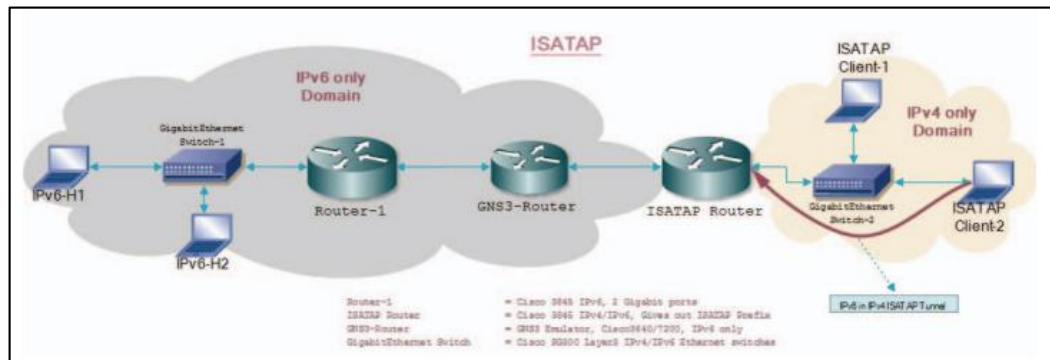 ISATAP
IPv6 only
Domain
ISATAP
Client-1
IPv4 only
Domain
GigabitEthernet
Switch-1
IPv6-H1
Router-1
GNS3-Router
ISATAP Router
GigabitEthernet
Switch-2
ISATAP
Client-2
IPv6-H2
IPv6 in IPv4 ISATAP Tunnel
Router-1 = Cisco 3845 IPv6, 2 Gigabit ports
ISATAP Router = Cisco 3845 IPv4/IPv6, Gives out ISATAP Prefix
GNS3-Router = GNS3 Emulator, Cisco3640/7200, IPv6 only
GigabitEthernet Switch = Cisco SG300 Layer3 IPv4/IPv6 Ethernet switches